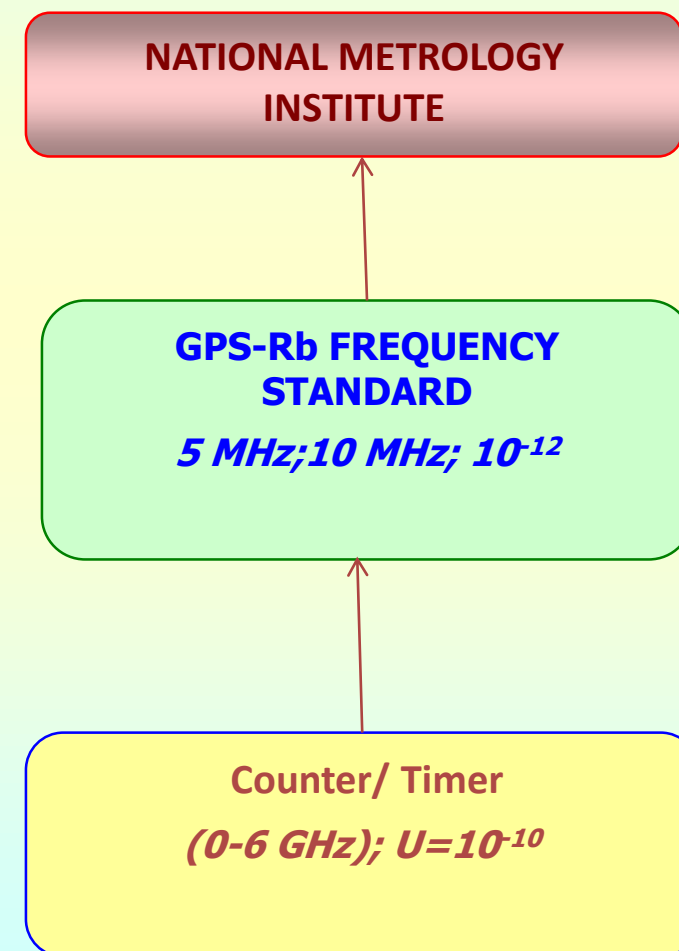 NATIONAL METROLOGY
INSTITUTE
GPS-Rb FREQUENCY
STANDARD
5 MHz;10 MHz; 10⁻¹²
Counter/ Timer
(0-6 GHz); U=10⁻¹⁰